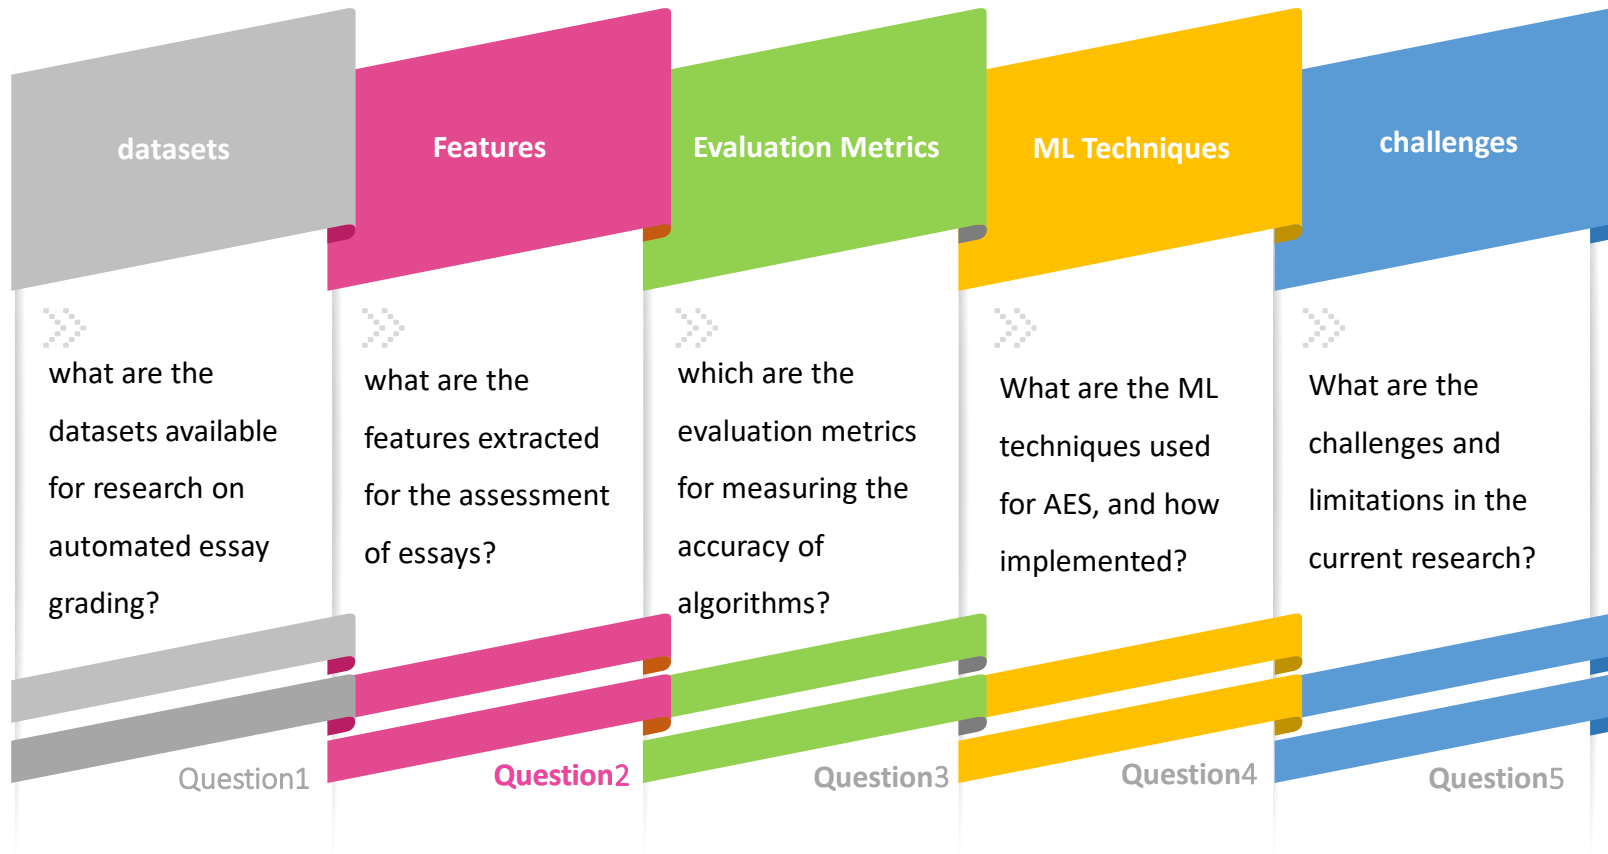 datasets
what are the
datasets available
for research on
automated essay
grading?
Question1
Features
what are the
features extracted
for the assessment
of essays?
Question2
Evaluation Metrics
which are the
evaluation metrics
for measuring the
accuracy of
algorithms?
Question3
ML Techniques
What are the ML
techniques used
for AES, and how
implemented?
Question4
challenges
What are the
challenges and
limitations in the
current research?
Question5